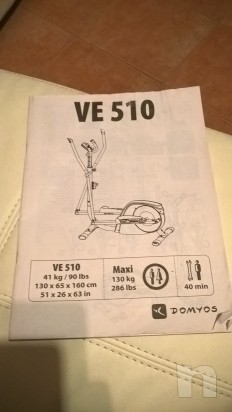 VE 510
VE 510
41 kg / 90 lbs
130 x 65 x 160 cm
51 x 26 x 63 in
Maxi
130 kg
286 lbs
40 min
DOMYOS
n